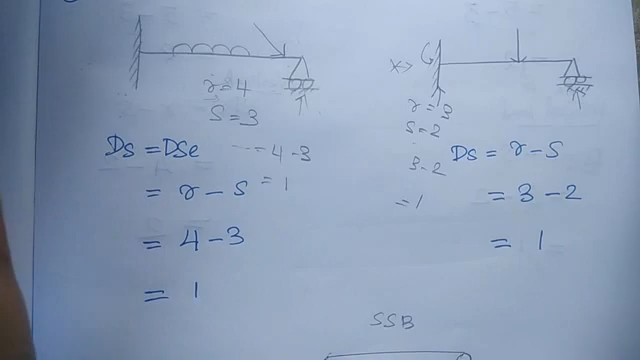 r = 4
S = 3
Ds = DSe
= 4 - 3
= r - s
= 1
= 4 - 3
= 1
r = 3
S = 2
3 - 2
= 1
Ds = r - s
= 3 - 2
= 1
SSB